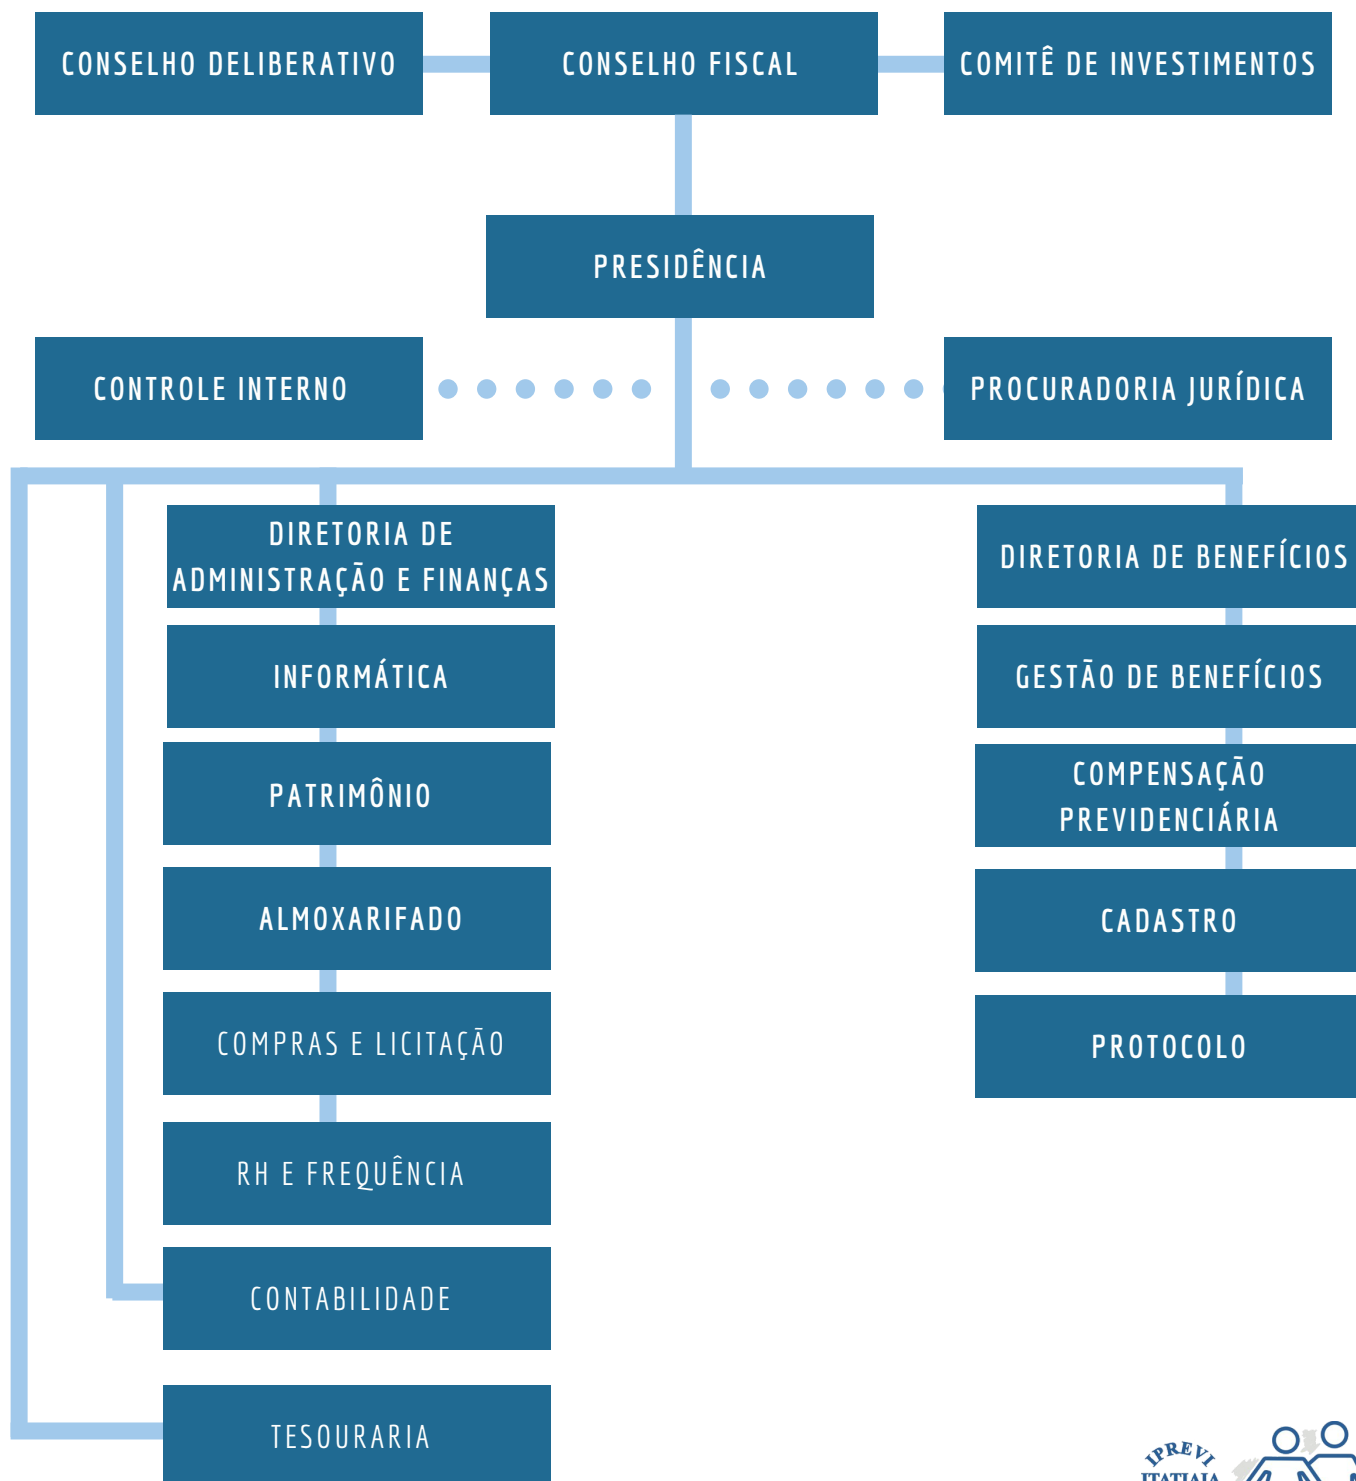 CONSELHO DELIBERATIVO
CONSELHO FISCAL
COMITÊ DE INVESTIMENTOS
PRESIDÊNCIA
CONTROLE INTERNO
PROCURADORIA JURÍDICA
DIRETORIA DE
ADMINISTRAÇÃO E FINANÇAS
INFORMÁTICA
PATRIMÔNIO
ALMOXARIFADO
COMPRAS E LICITAÇÃO
RH E FREQUÊNCIA
CONTABILIDADE
TESOURARIA
DIRETORIA DE BENEFÍCIOS
GESTÃO DE BENEFÍCIOS
COMPENSAÇÃO
PREVIDENCIÁRIA
CADASTRO
PROTOCOLO
IPREVI
ITATIAIA